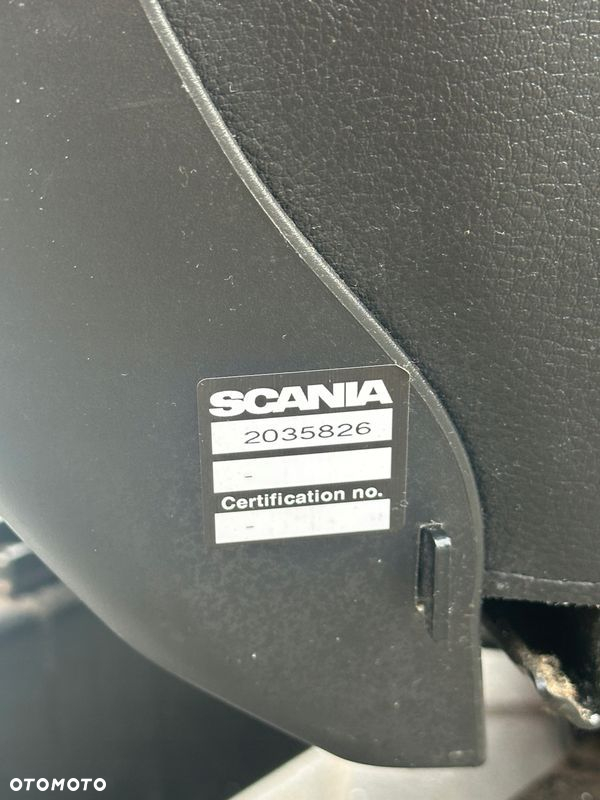 SCANIA
2035826
-
Certification no.
-
OTOMOTO